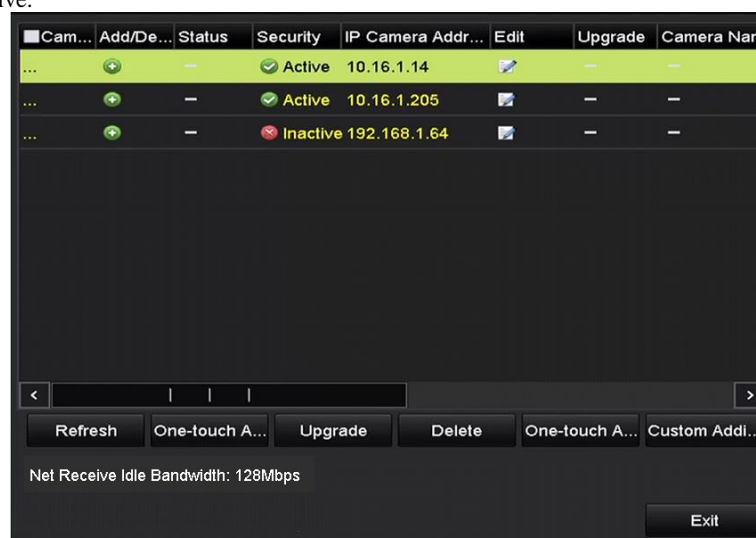 ive.
Cam... Add/De... Status Security IP Camera Addr... Edit Upgrade Camera Nar
... – Active 10.16.1.14 – –
... – Active 10.16.1.205 – –
... – Inactive 192.168.1.64 – –
Refresh One-touch A... Upgrade Delete One-touch A... Custom Addi..
Net Receive Idle Bandwidth: 128Mbps
Exit